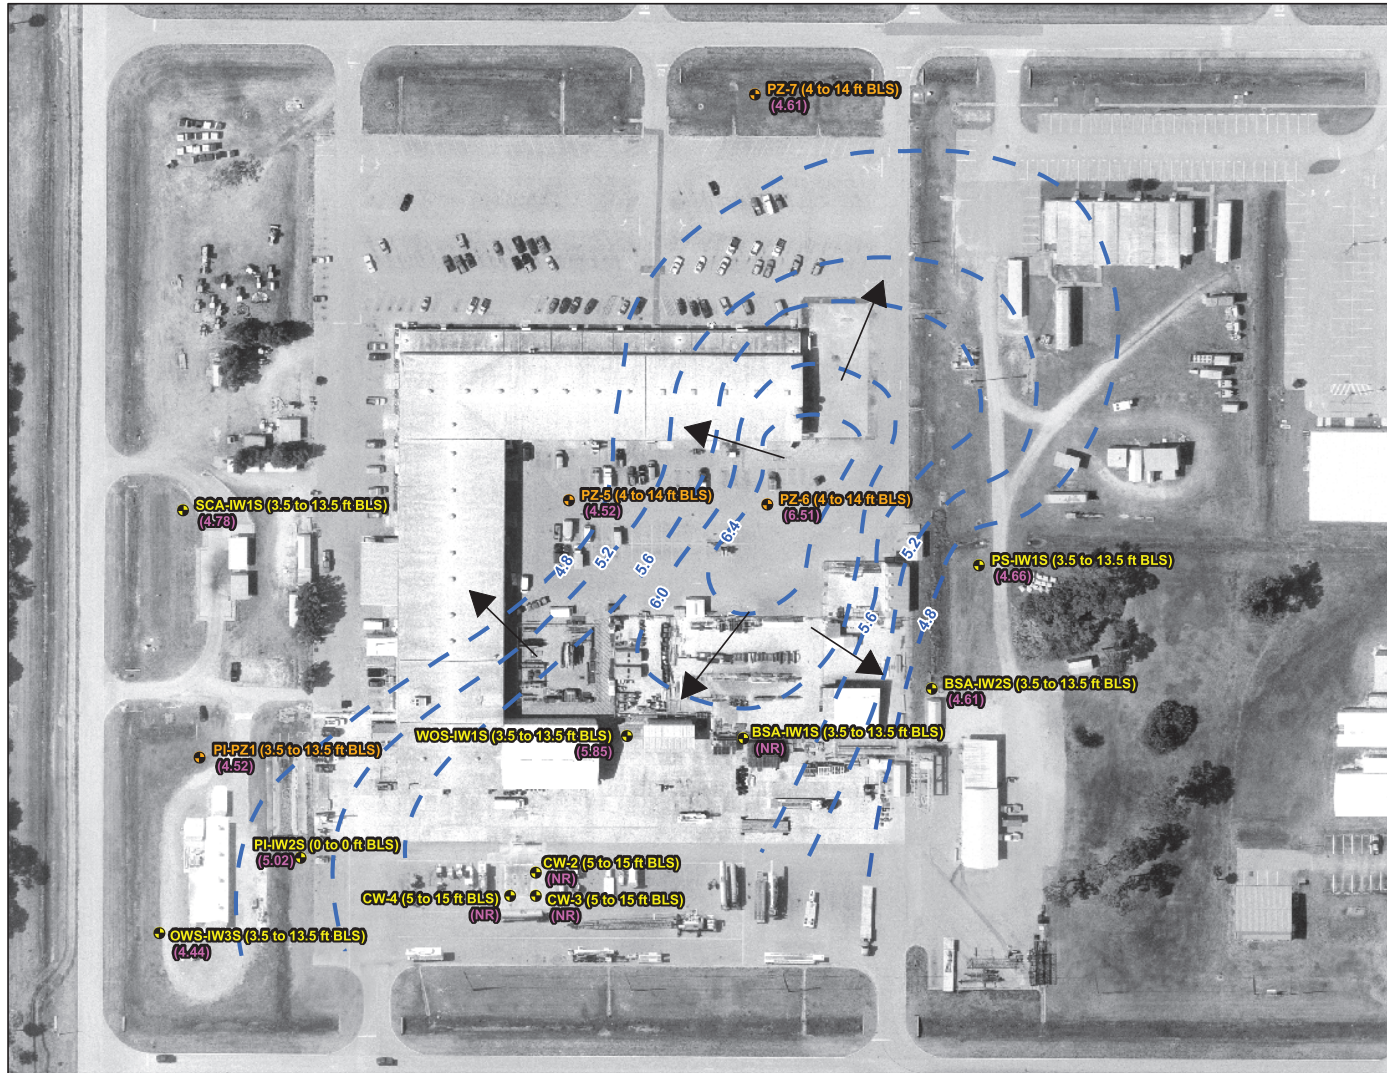 PZ-7 (4 to 14 ft BLS)
(4.61)
SCA-IW1S (3.5 to 13.5 ft BLS)
(4.78)
PZ-5 (4 to 14 ft BLS)
(4.52)
PZ-6 (4 to 14 ft BLS)
(6.51)
6.4
5.2
4.8
5.2
5.6
6.0
PS-IW1S (3.5 to 13.5 ft BLS)
(4.66)
5.6
4.8
BSA-IW2S (3.5 to 13.5 ft BLS)
(4.61)
WOS-IW1S (3.5 to 13.5 ft BLS)
(5.85)
BSA-IW1S (3.5 to 13.5 ft BLS)
(NR)
PI-PZ1 (3.5 to 13.5 ft BLS)
(4.52)
PI-IW2S (0 to 0 ft BLS)
(5.02)
CW-2 (5 to 15 ft BLS)
(NR)
CW-4 (5 to 15 ft BLS)
(NR)
CW-3 (5 to 15 ft BLS)
(NR)
OWS-IW3S (3.5 to 13.5 ft BLS)
(4.44)